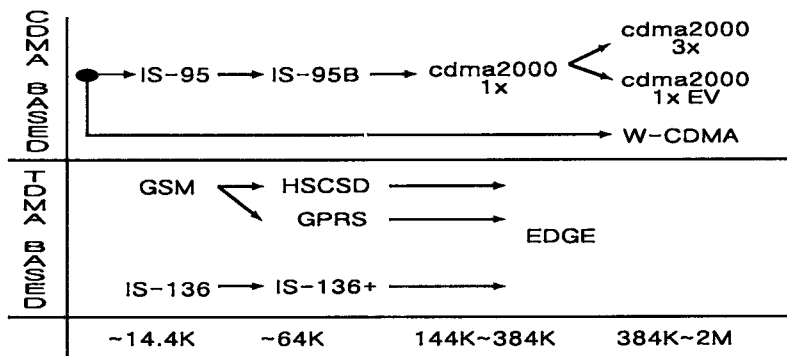 CDMA BASED
cdma2000
3x
IS-95 IS-95B cdma2000
1x
cdma2000
1x EV
W-CDMA
TDMA BASED
GSM HSCSD
GPRS
EDGE
IS-136 IS-136+
~14.4K ~64K 144K~384K 384K~2M